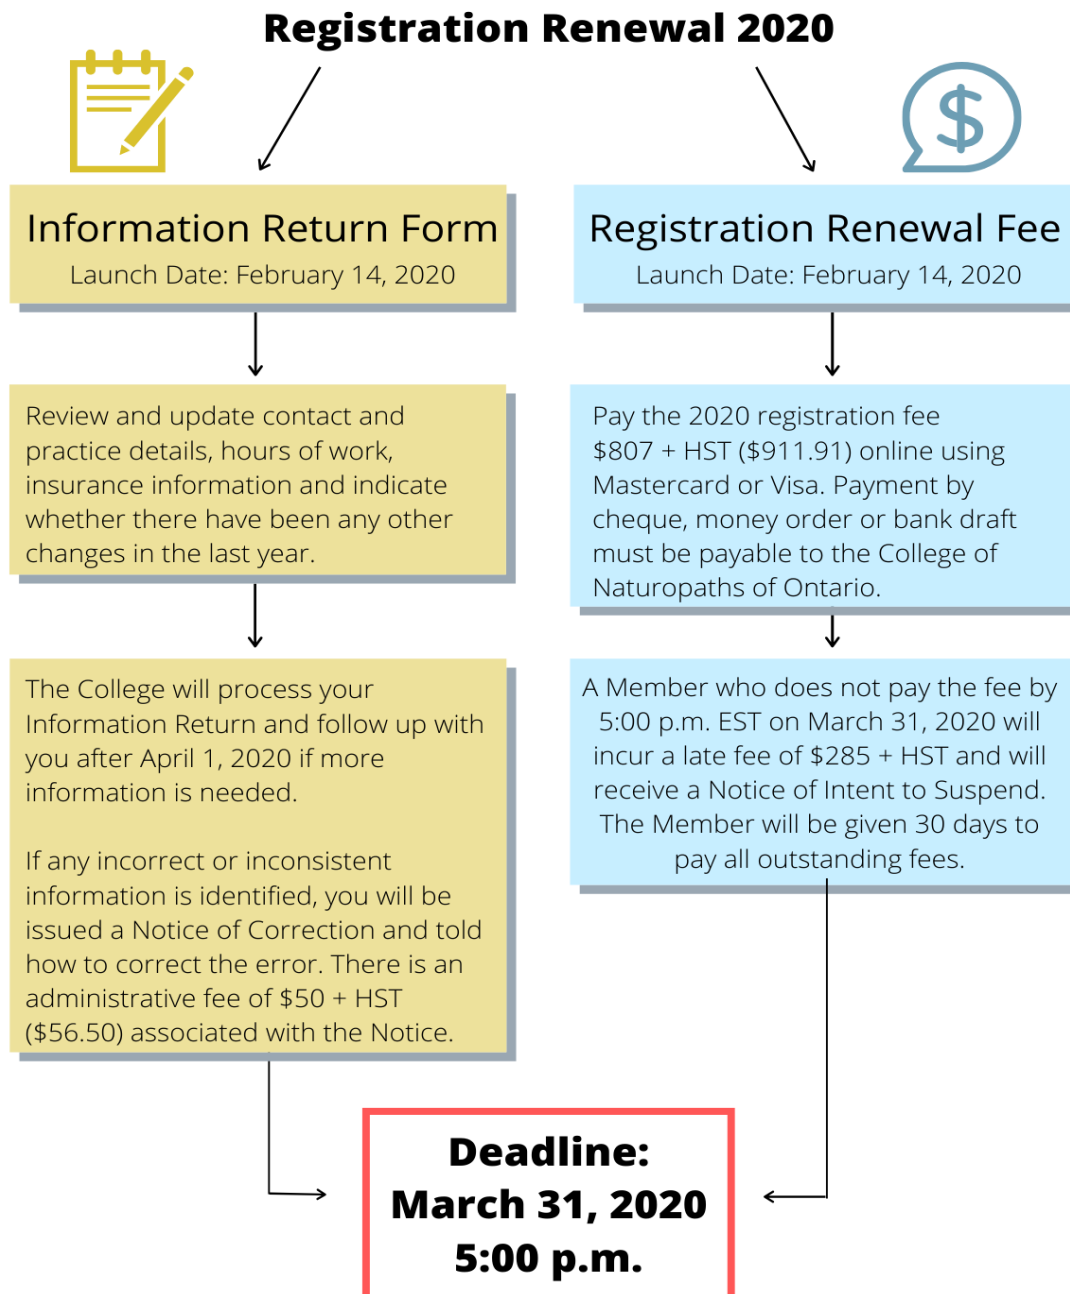 Registration Renewal 2020
Information Return Form
Launch Date: February 14, 2020
Review and update contact and
practice details, hours of work,
insurance information and indicate
whether there have been any other
changes in the last year.
The College will process your
Information Return and follow up with
you after April 1, 2020 if more
information is needed.
If any incorrect or inconsistent
information is identified, you will be
issued a Notice of Correction and told
how to correct the error. There is an
administrative fee of $50 + HST
($56.50) associated with the Notice.
$
Registration Renewal Fee
Launch Date: February 14, 2020
Pay the 2020 registration fee
$807 + HST ($911.91) online using
Mastercard or Visa. Payment by
cheque, money order or bank draft
must be payable to the College of
Naturopaths of Ontario.
A Member who does not pay the fee by
5:00 p.m. EST on March 31, 2020 will
incur a late fee of $285 + HST and will
receive a Notice of Intent to Suspend.
The Member will be given 30 days to
pay all outstanding fees.
Deadline:
March 31, 2020
5:00 p.m.